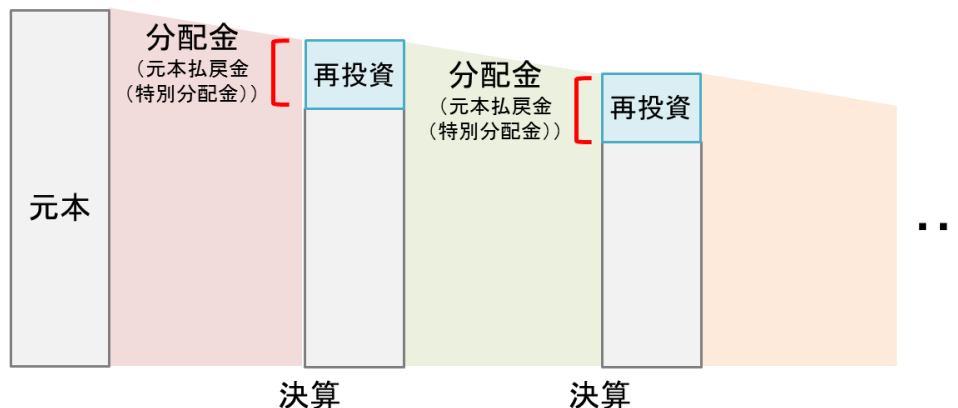 元本
分配金
(元本払戻金
(特別分配金))
再投資
決算
分配金
(元本払戻金
(特別分配金))
再投資
決算
..